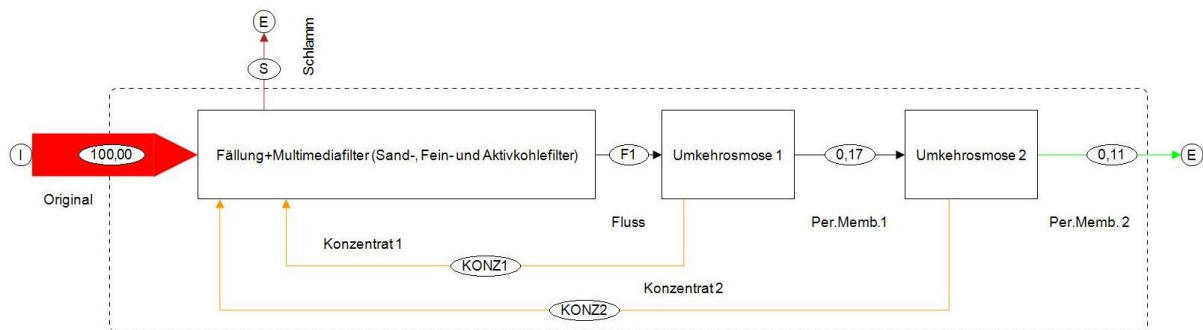 E
Schlamm
S
I
100,00
Original
Fällung+Multimediafilter (Sand-, Fein- und Aktivkohlefilter)
F1
Fluss
Umkehrosmose 1
0,17
Per.Memb.1
Umkehrosmose 2
0,11
Per.Memb. 2
E
Konzentrat 1
KONZ1
Konzentrat 2
KONZ2